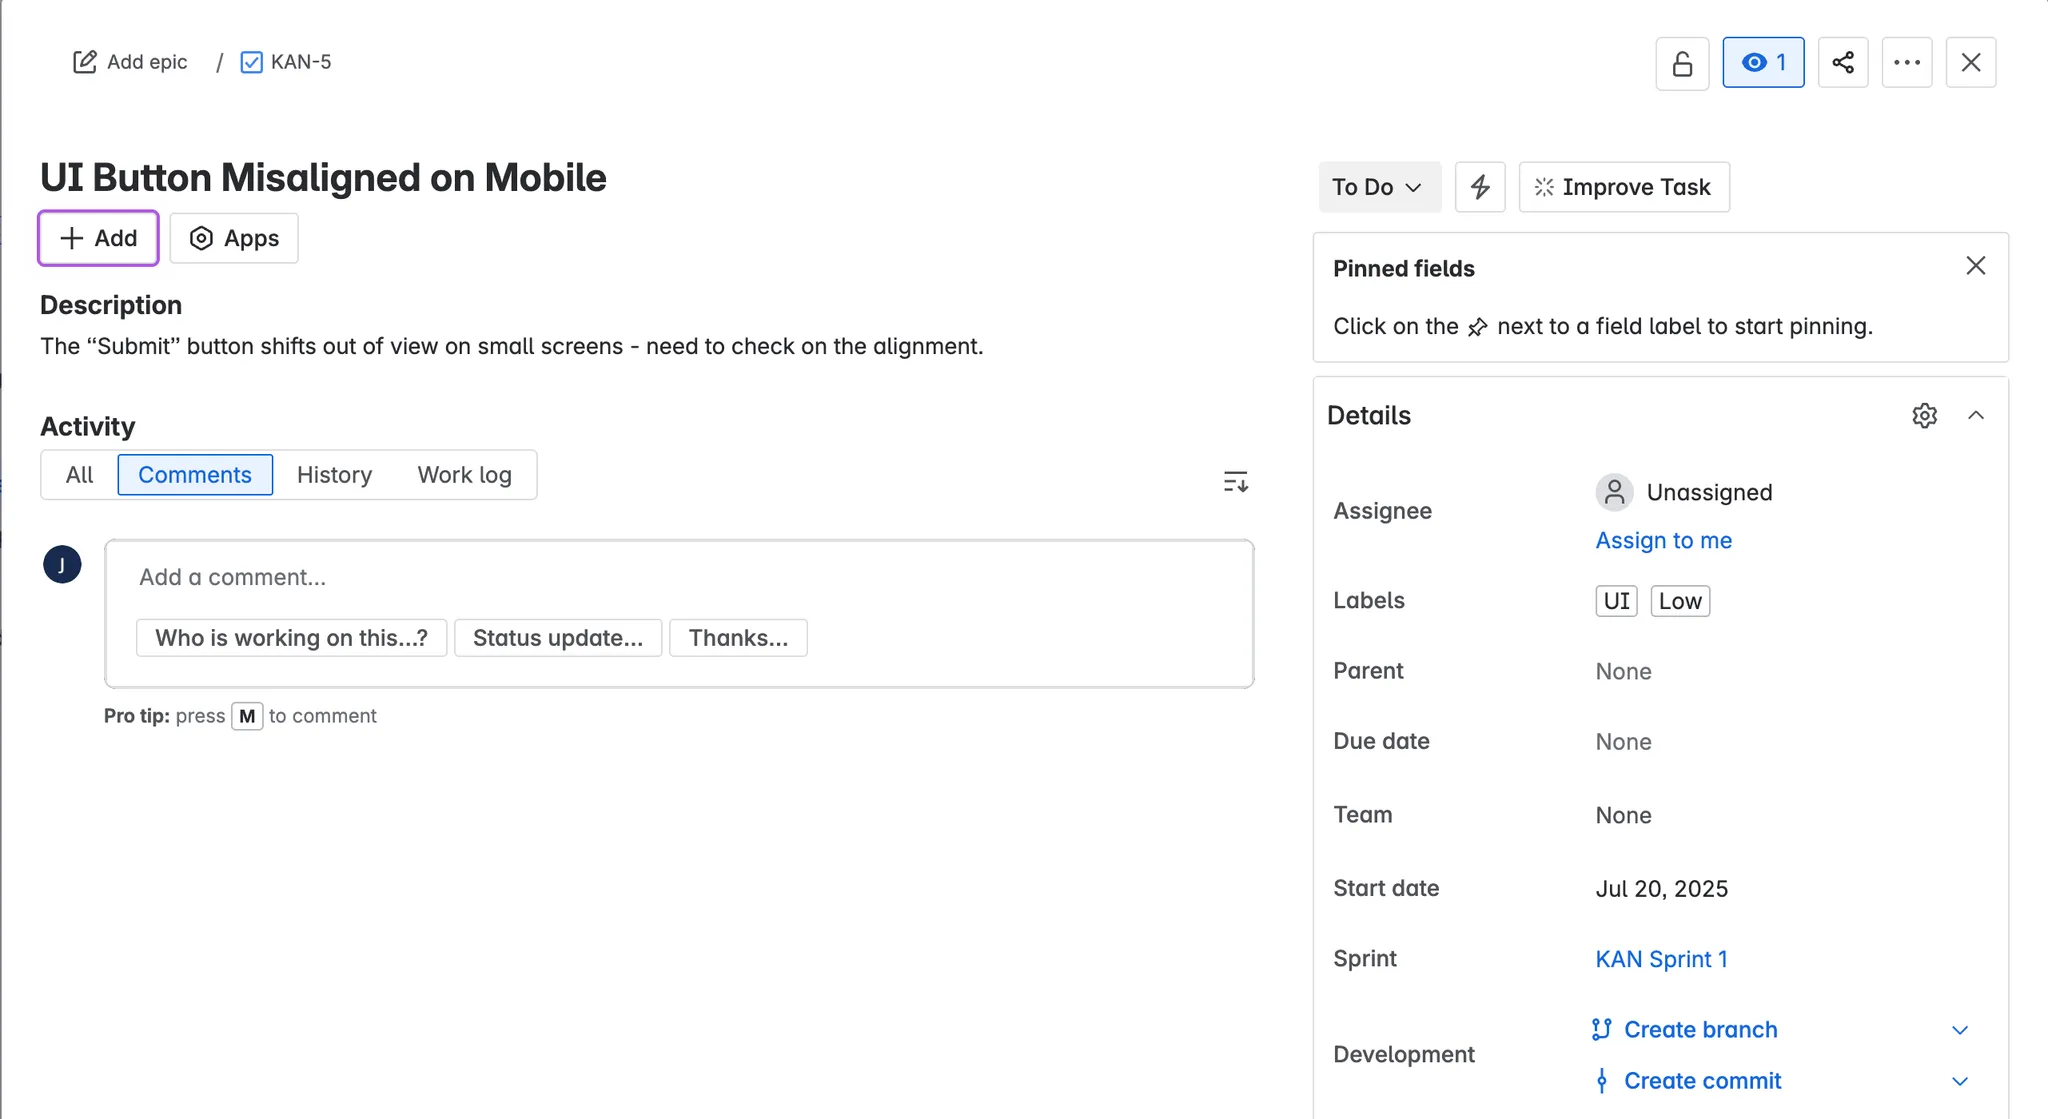 Add epic / KAN-5
1
UI Button Misaligned on Mobile
Add
Apps
Description
The “Submit” button shifts out of view on small screens - need to check on the alignment.
Activity
All Comments History Work log
J
Add a comment...
Who is working on this...? Status update... Thanks...
Pro tip: press M to comment
To Do
Improve Task
Pinned fields
Click on the next to a field label to start pinning.
Details
Assignee
Unassigned
Assign to me
Labels
UI Low
Parent
None
Due date
None
Team
None
Start date
Jul 20, 2025
Sprint
KAN Sprint 1
Development
Create branch
Create commit